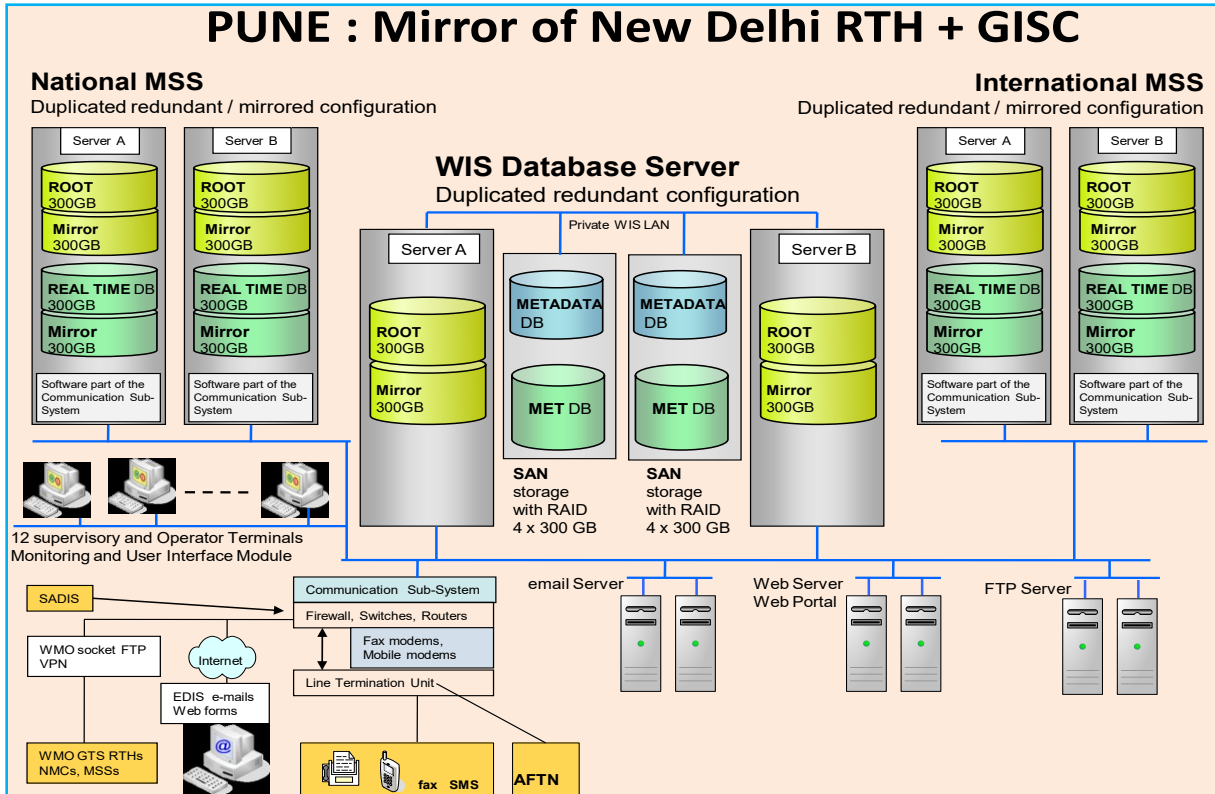 PUNE : Mirror of New Delhi RTH + GISC
National MSS
Duplicated redundant / mirrored configuration
Server A
ROOT
300GB
Mirror
300GB
REAL TIME DB
300GB
Mirror
300GB
Software part of the
Communication Sub-
System
Server B
ROOT
300GB
Mirror
300GB
REAL TIME DB
300GB
Mirror
300GB
Software part of the
Communication Sub-
System
WIS Database Server
Duplicated redundant configuration
Private WIS LAN
Server A
ROOT
300GB
Mirror
300GB
METADATA
DB
MET DB
SAN
storage
with RAID
4 x 300 GB
METADATA
DB
MET DB
SAN
storage
with RAID
4 x 300 GB
Server B
ROOT
300GB
Mirror
300GB
International MSS
Duplicated redundant / mirrored configuration
Server A
ROOT
300GB
Mirror
300GB
REAL TIME DB
300GB
Mirror
300GB
Software part of the
Communication Sub-
System
Server B
ROOT
300GB
Mirror
300GB
REAL TIME DB
300GB
Mirror
300GB
Software part of the
Communication Sub-
System
12 supervisory and Operator Terminals
Monitoring and User Interface Module
SADIS
WMO socket FTP
VPN
WMO GTS RTHs
NMCs, MSSs
Internet
EDIS e-mails
Web forms
@
Communication Sub-System
Firewall, Switches, Routers
Fax modems,
Mobile modems
Line Termination Unit
fax SMS
AFTN
email Server
Web Server
Web Portal
FTP Server